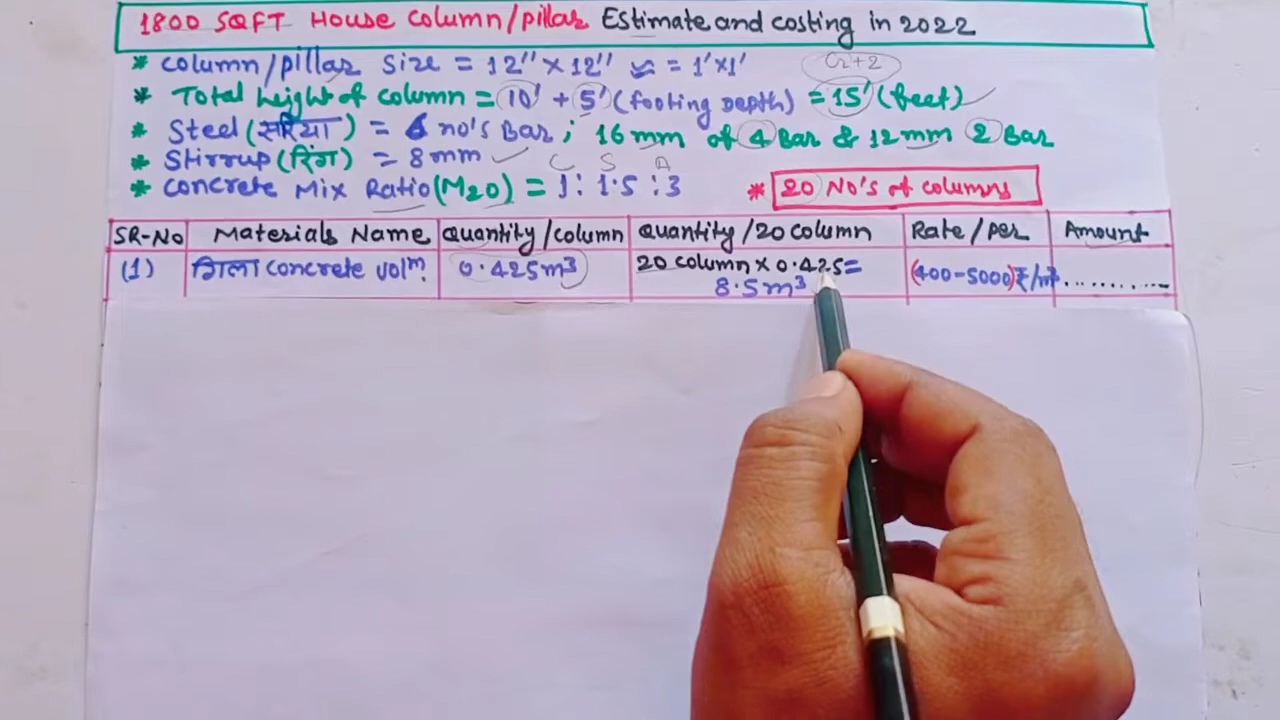 1800 SQFT House column/pillar Estimate and costing in 2022
* column/pillar size = 12" × 12" = 1'×1'
* Total height of column = 10' + 5' (footing Depth) = 15' (feet)
* Steel (सरिया) = 6 no's Bar; 16 mm of 4 Bar & 12 mm 2 Bar
* Stirrup (रिंग) = 8 mm
C S A
* Concrete Mix Ratio (M20) = 1 : 1.5 : 3
* 20 No's of columns
SR-No Materials Name Quantity/column Quantity/20 column Rate/per Amount
(1) गिला concrete volm 0.425m³ 20 column × 0.425= (400-5000)₹/m³ ............
8.5m³